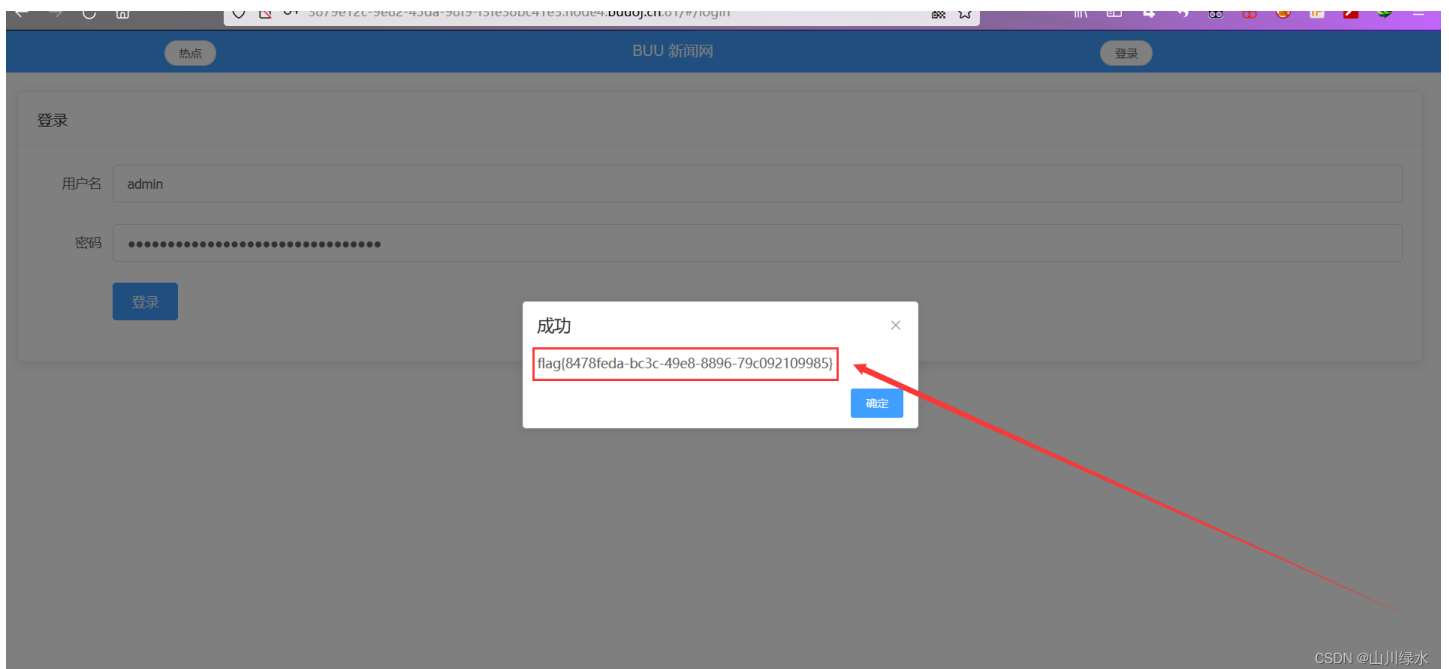 热点
BUU 新闻网
登录
登录
用户名
admin
密码
登录
成功
flag{8478feda-bc3c-49e8-8896-79c092109985}
确定
CSDN @山川绿水